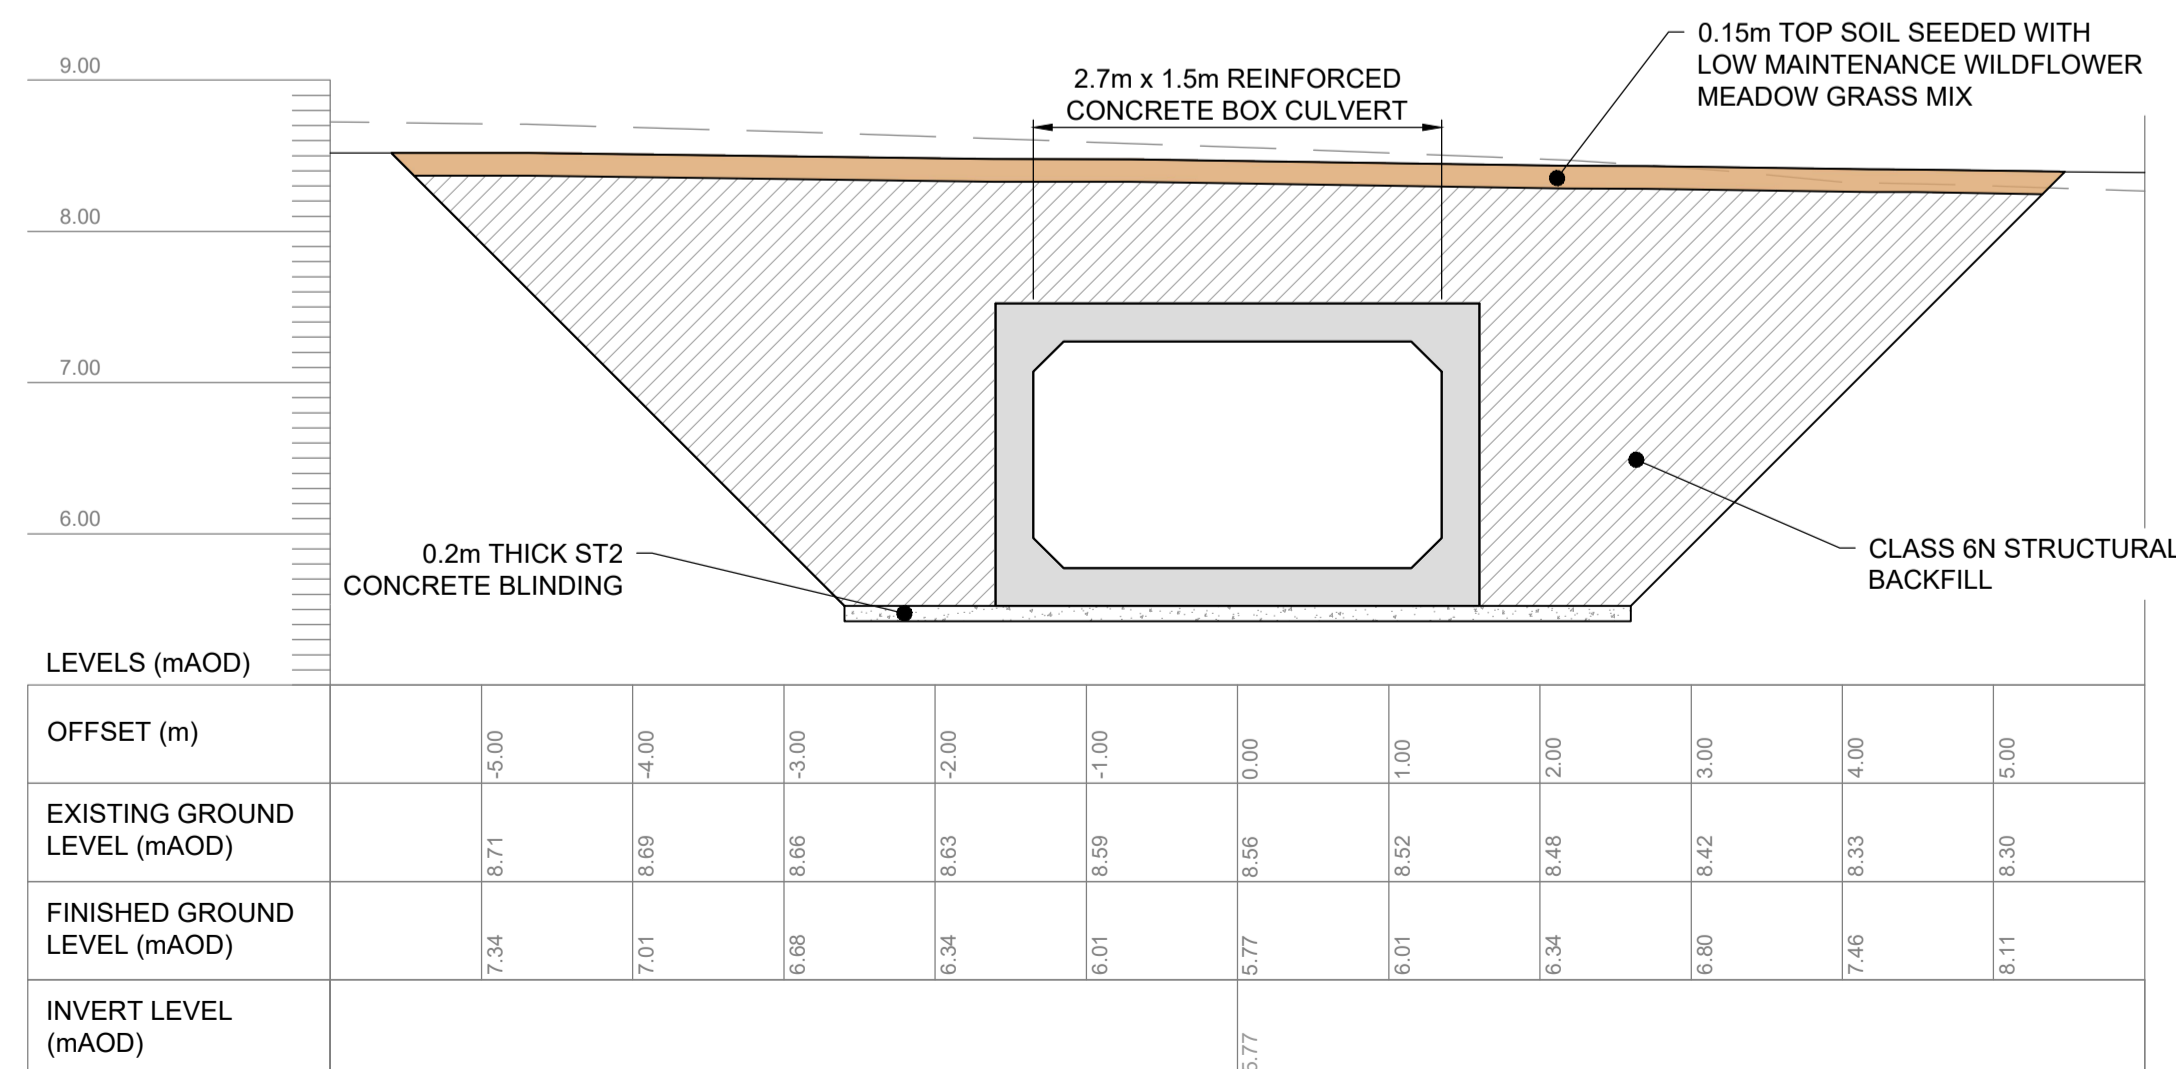 0.15m TOP SOIL SEEDED WITH
LOW MAINTENANCE WILDFLOWER
MEADOW GRASS MIX
9.00
2.7m x 1.5m REINFORCED
CONCRETE BOX CULVERT
8.00
7.00
6.00
0.2m THICK ST2
CONCRETE BLINDING
CLASS 6N STRUCTURAL
BACKFILL
LEVELS (mAOD)
OFFSET (m)
-5.00 -4.00 -3.00 -2.00 -1.00 0.00 1.00 2.00 3.00 4.00 5.00
EXISTING GROUND
LEVEL (mAOD)
8.71 8.69 8.66 8.63 8.59 8.56 8.52 8.48 8.42 8.33 8.30
FINISHED GROUND
LEVEL (mAOD)
7.34 7.01 6.68 6.34 6.01 5.77 6.01 6.34 6.80 7.46 8.11
INVERT LEVEL
(mAOD)
5.77